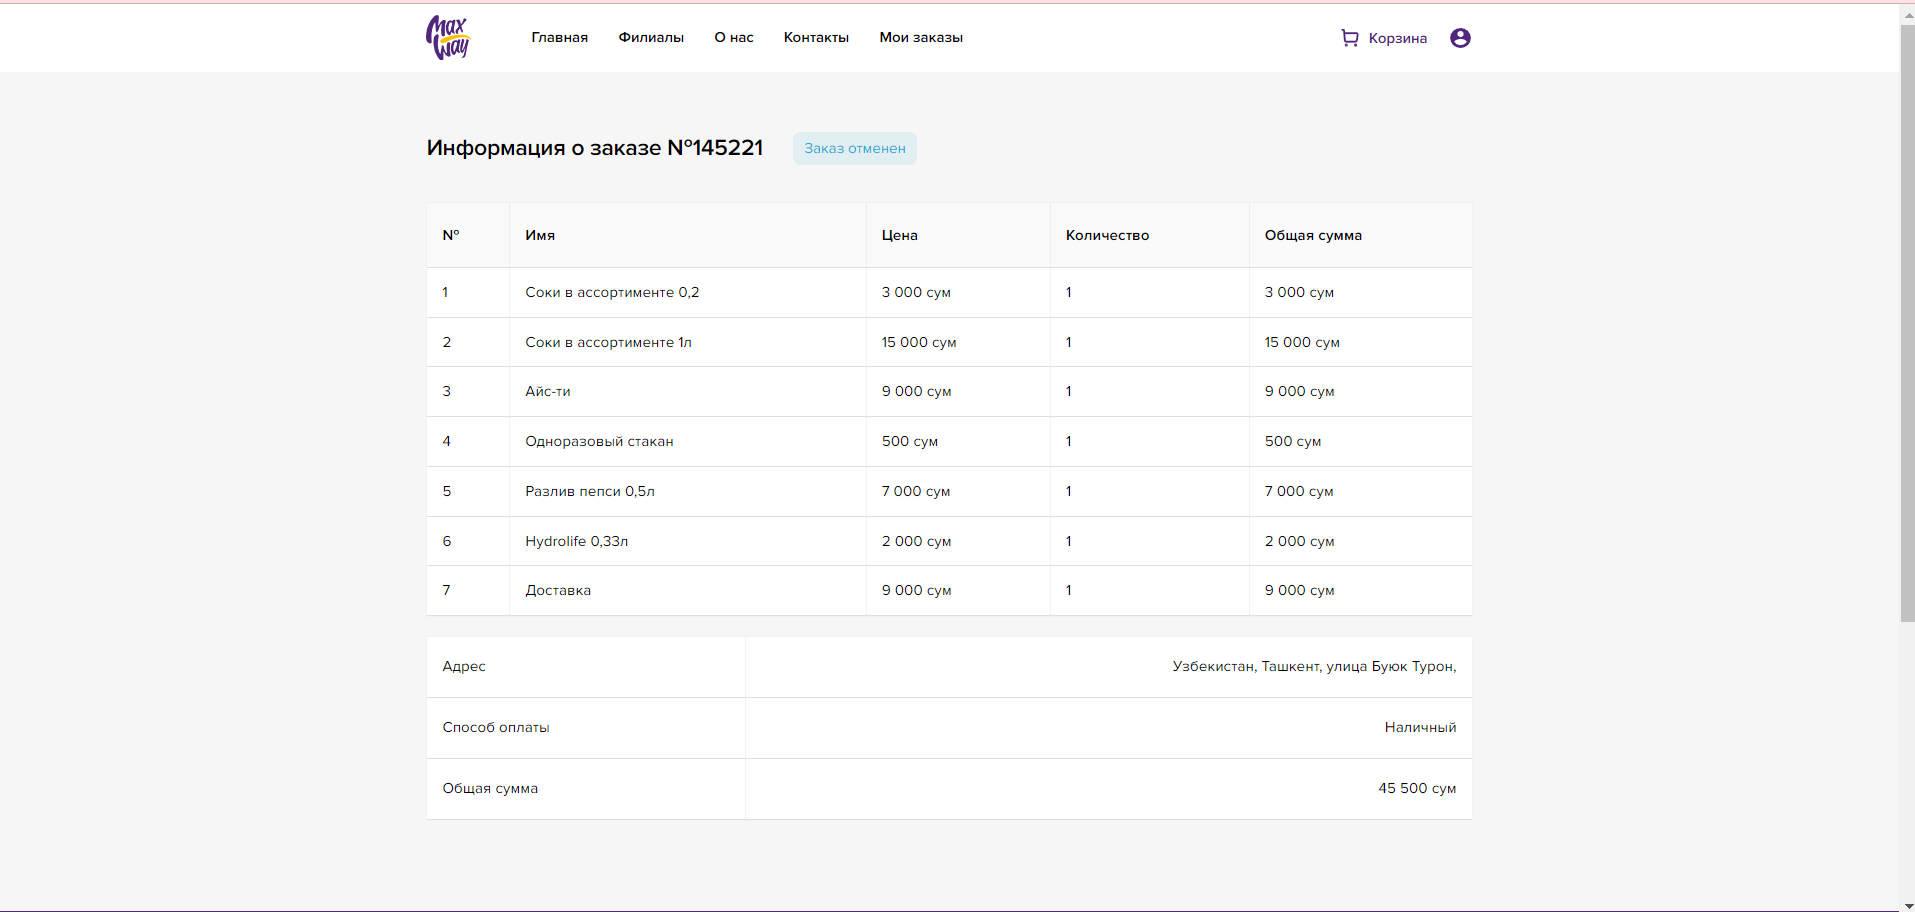 Max Way
Главная Филиалы О нас Контакты Мои заказы Корзина
Информация о заказе №145221 Заказ отменен
№ Имя Цена Количество Общая сумма
1 Соки в ассортименте 0,2 3 000 сум 1 3 000 сум
2 Соки в ассортименте 1л 15 000 сум 1 15 000 сум
3 Айс-ти 9 000 сум 1 9 000 сум
4 Одноразовый стакан 500 сум 1 500 сум
5 Разлив пепси 0,5л 7 000 сум 1 7 000 сум
6 Hydrolife 0,33л 2 000 сум 1 2 000 сум
7 Доставка 9 000 сум 1 9 000 сум
Адрес Узбекистан, Ташкент, улица Буюк Турон,
Способ оплаты Наличный
Общая сумма 45 500 сум